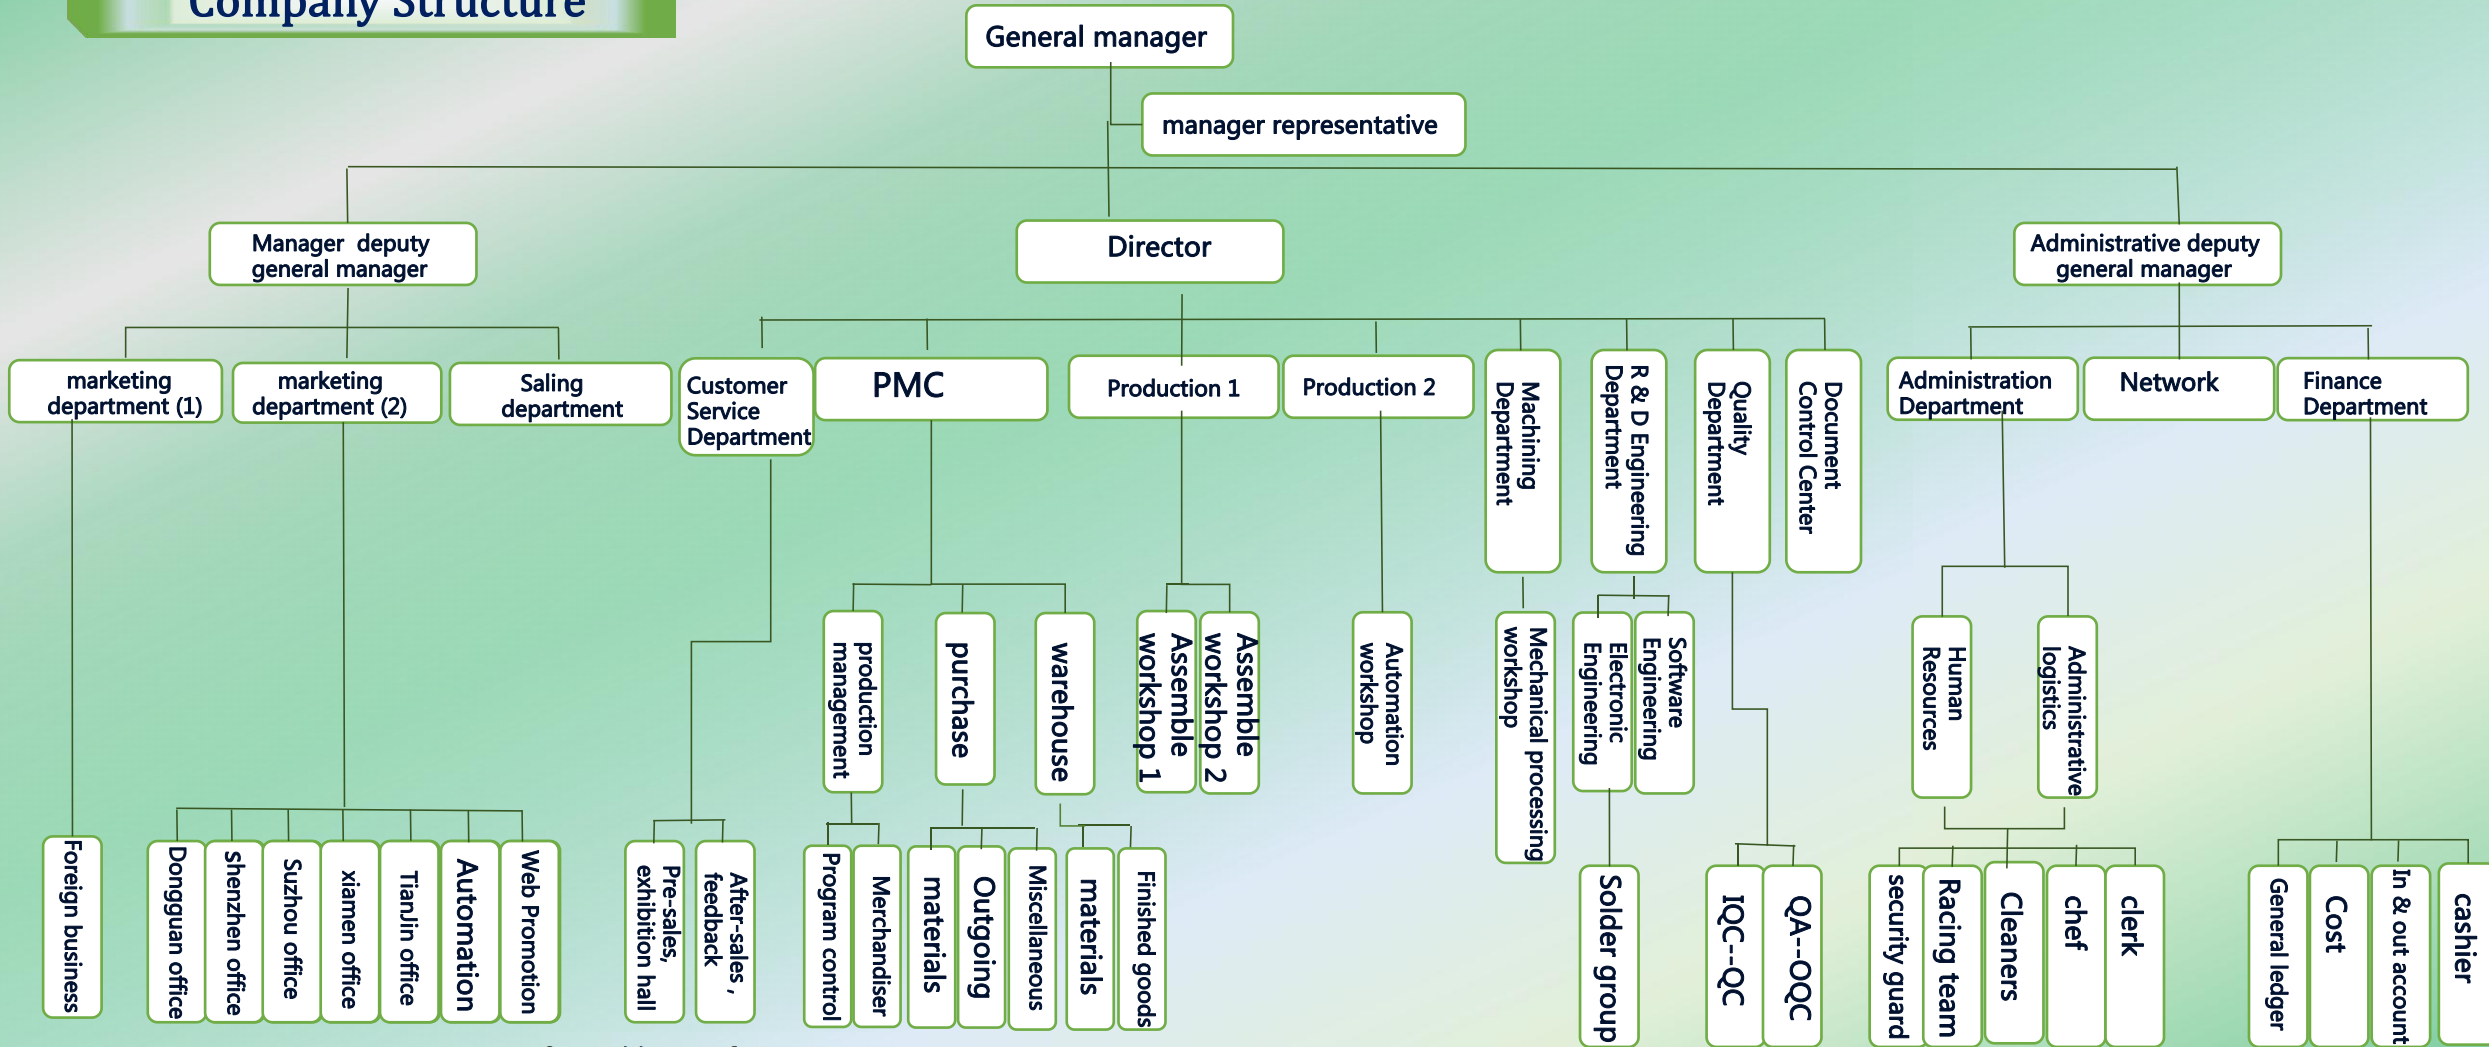 Company Structure
General manager
manager representative
Manager deputy
general manager
Director
Administrative deputy
general manager
marketing
department (1)
marketing
department (2)
Saling
department
Customer
Service
Department
PMC
Production 1
Production 2
Machining
Department
R & D Engineering
Department
Quality
Department
Document
Control Center
Administration
Department
Network
Finance
Department
production
management
purchase
warehouse
Assemble
workshop 1
Assemble
workshop 2
Automation
workshop
Mechanical processing
workshop
Electronic
Engineering
Software
Engineering
Human
Resources
Administrative
logistics
Foreign business
Dongguan office
Shenzhen office
Suzhou office
xiamen office
TianJin office
Automation
Web Promotion
Pre-sales,
exhibition hall
After-sales ,
feedback
Program control
Merchandiser
materials
Outgoing
Miscellaneous
materials
Finished goods
Solder group
IQC--QC
QA--OQC
security guard
Racing team
Cleaners
chef
clerk
General ledger
Cost
In & out account
cashier